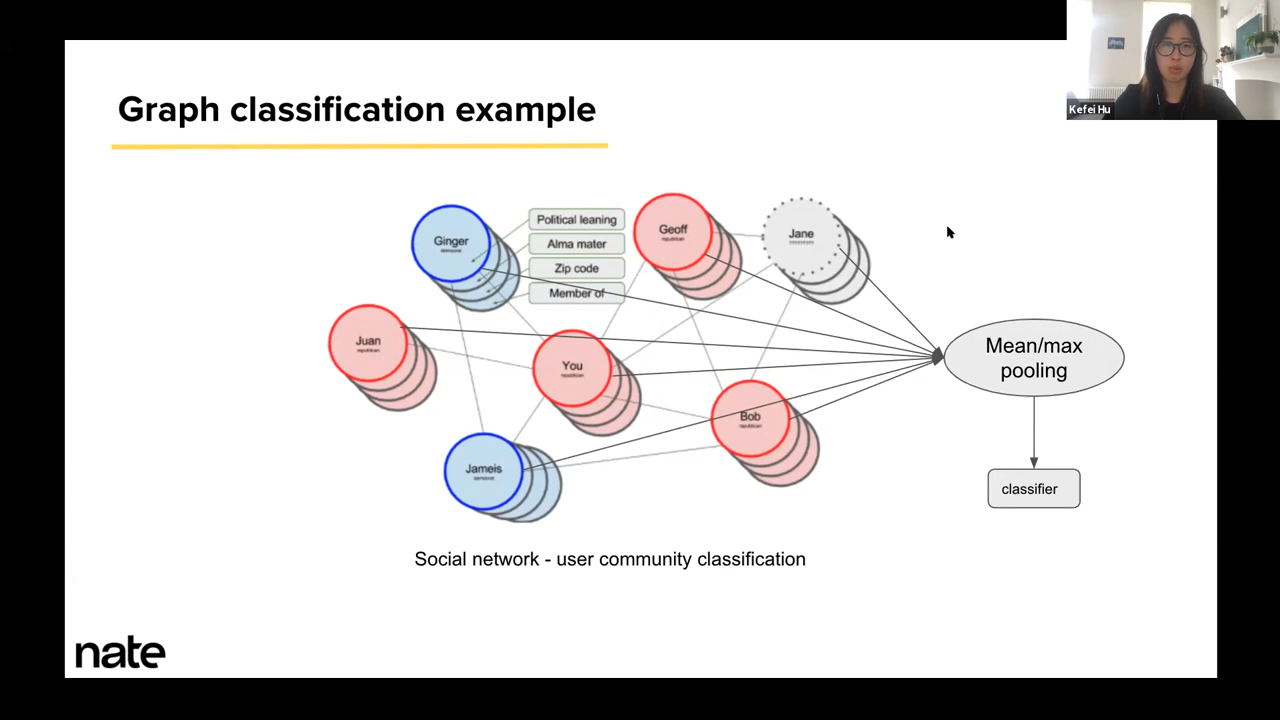 Kefei Hu
Graph classification example
Ginger
democrat
Political leaning
Alma mater
Zip code
Member of
Geoff
republican
Jane
Juan
republican
You
republican
Bob
republican
Jameis
democrat
Mean/max
pooling
classifier
Social network - user community classification
nate